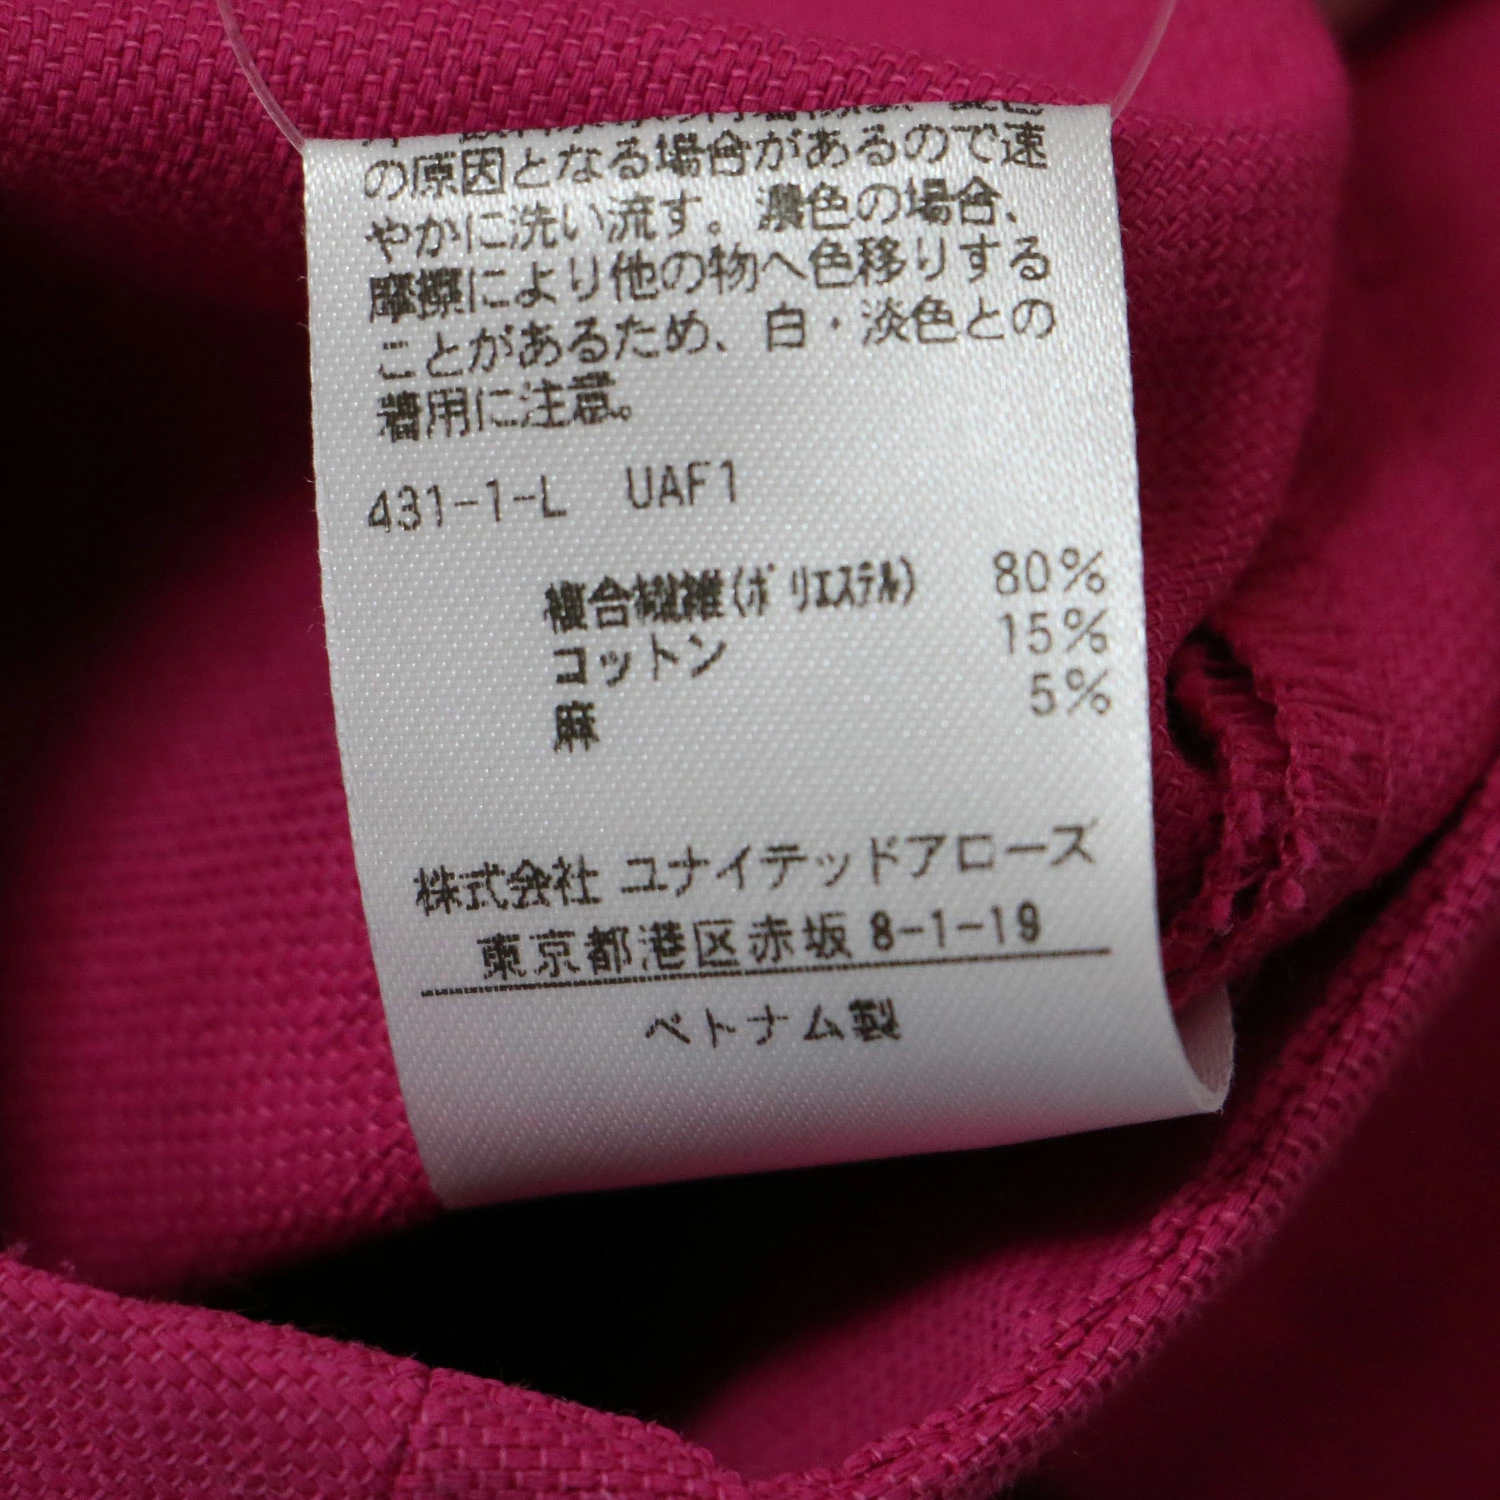 の原因となる場合があるので速
やかに洗い流す。濃色の場合、
摩擦により他の物へ色移りする
ことがあるため、白・淡色との
着用に注意。
431-1-L UAF1
複合繊維(ポリエステル) 80%
コットン 15%
麻 5%
株式会社 ユナイテッドアローズ
東京都港区赤坂 8-1-19
ベトナム製